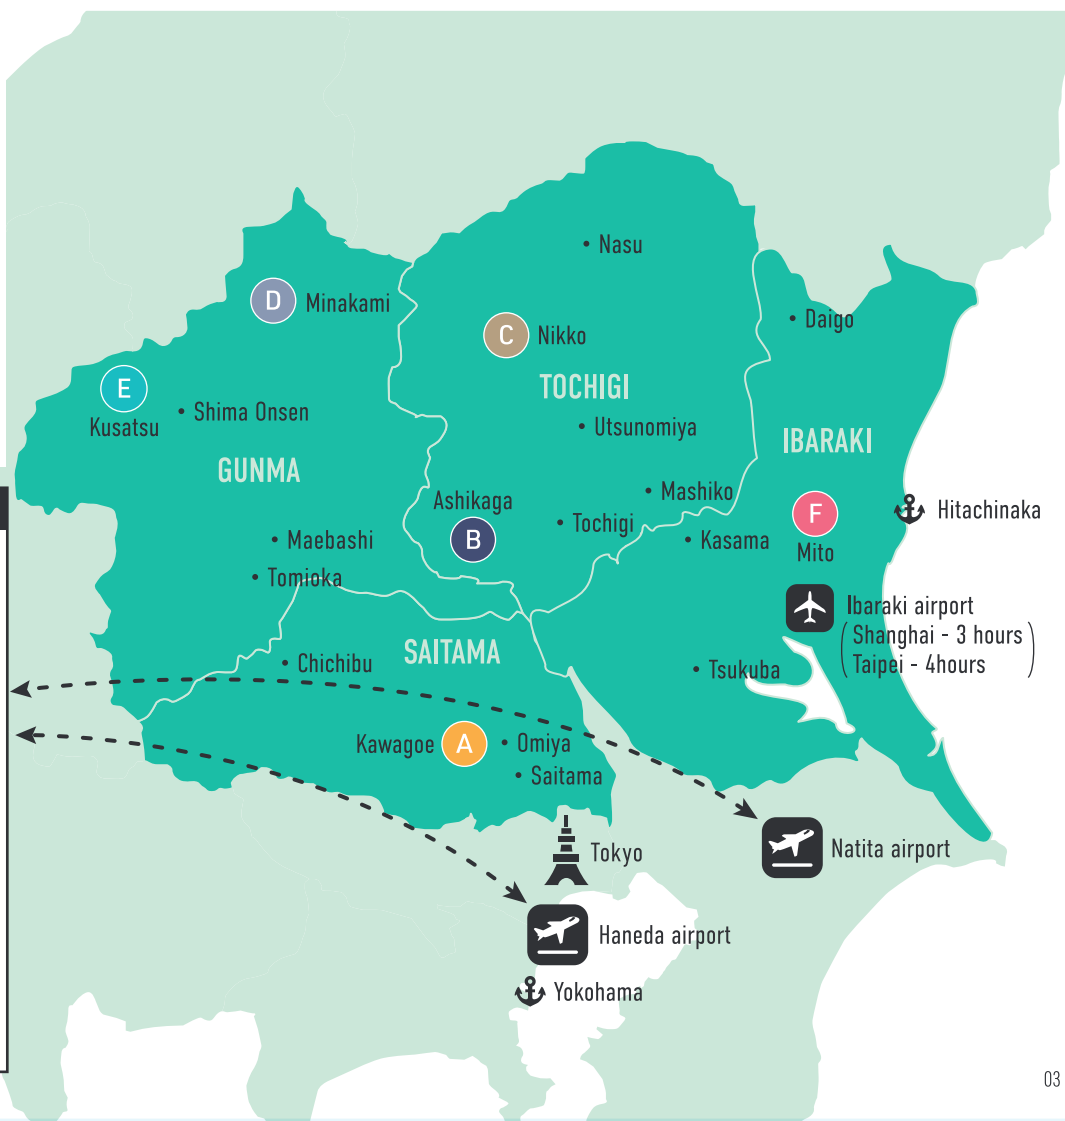 Nasu
D
Minakami
Daigo
C
Nikko
E
Kusatsu
TOCHIGI
Shima Onsen
Utsunomiya
IBARAKI
GUNMA
Ashikaga
B
Mashiko
Tochigi
F
Mito
Hitachinaka
Maebashi
Kasama
Tomioka
Ibaraki airport
(Shanghai - 3 hours
Taipei - 4hours)
SAITAMA
Chichibu
Tsukuba
Kawagoe
A
Omiya
Saitama
Tokyo
Natita airport
Haneda airport
Yokohama
03